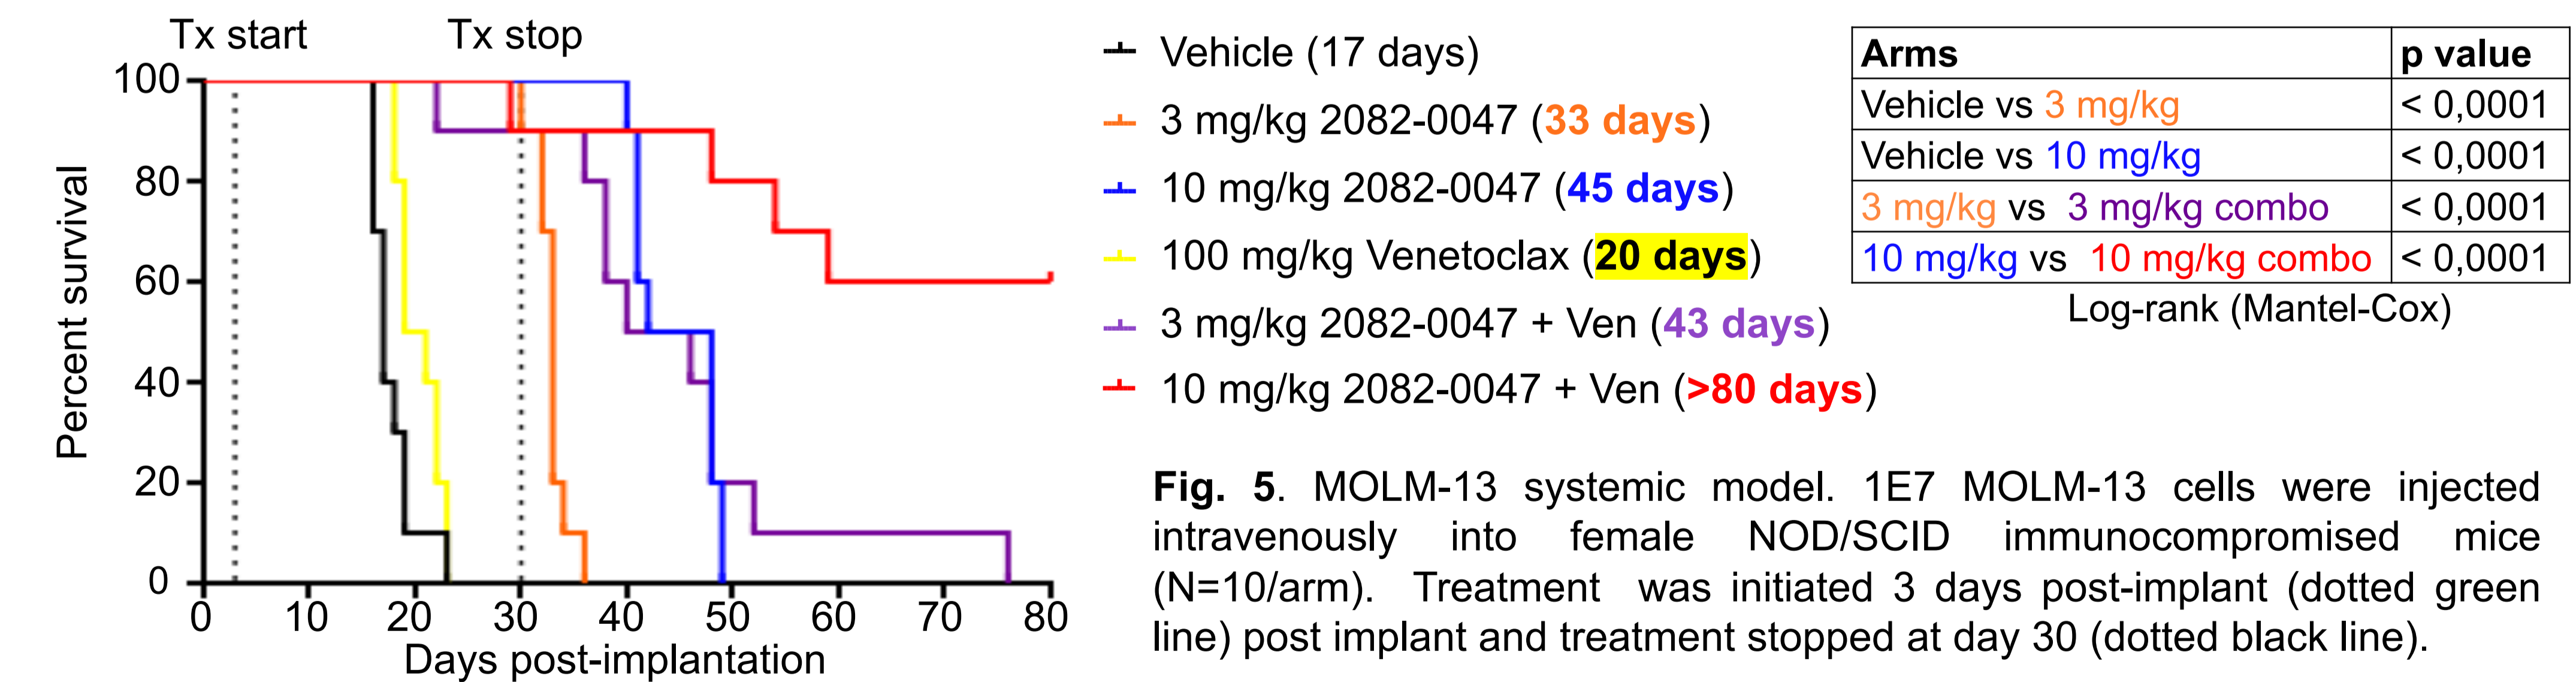 Tx start
Tx stop
100
80
60
40
20
0
Percent survival
0 10 20 30 40 50 60 70 80
Days post-implantation
Vehicle (17 days)
3 mg/kg 2082-0047 (33 days)
10 mg/kg 2082-0047 (45 days)
100 mg/kg Venetoclax (20 days)
3 mg/kg 2082-0047 + Ven (43 days)
10 mg/kg 2082-0047 + Ven (>80 days)
Arms p value
Vehicle vs 3 mg/kg < 0,0001
Vehicle vs 10 mg/kg < 0,0001
3 mg/kg vs 3 mg/kg combo < 0,0001
10 mg/kg vs 10 mg/kg combo < 0,0001
Log-rank (Mantel-Cox)
Fig. 5. MOLM-13 systemic model. 1E7 MOLM-13 cells were injected
intravenously into female NOD/SCID immunocompromised mice
(N=10/arm). Treatment was initiated 3 days post-implant (dotted green
line) post implant and treatment stopped at day 30 (dotted black line).